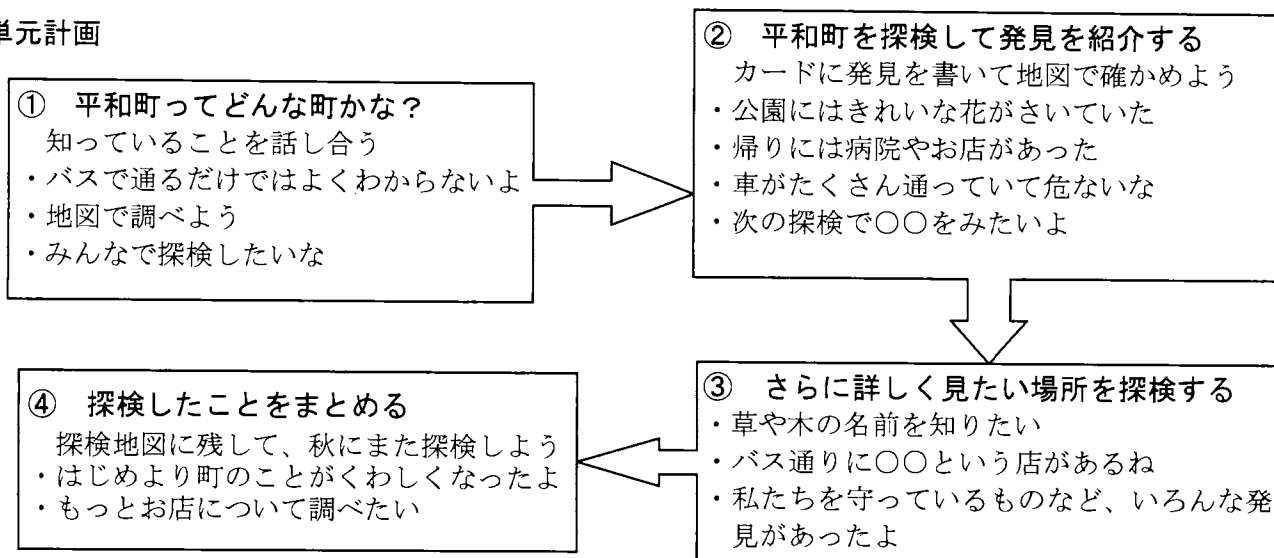 単元計画
① 平和町ってどんな町かな?
知っていることを話し合う
・バスで通るだけではよくわからないよ
・地図で調べよう
・みんなで探検したいな
② 平和町を探検して発見を紹介する
カードに発見を書いて地図で確かめよう
・公園にはきれいな花がさいていた
・帰りには病院やお店があった
・車がたくさん通っていて危ないな
・次の探検で〇〇をみたいよ
③ さらに詳しく見たい場所を探検する
・草や木の名前を知りたい
・バス通りに〇〇という店があるね
・私たちを守っているものなど、いろんな発
見があったよ
④ 探検したことをまとめる
探検地図に残して、秋にまた探検しよう
・はじめより町のことがくわしくなったよ
・もっとお店について調べたい